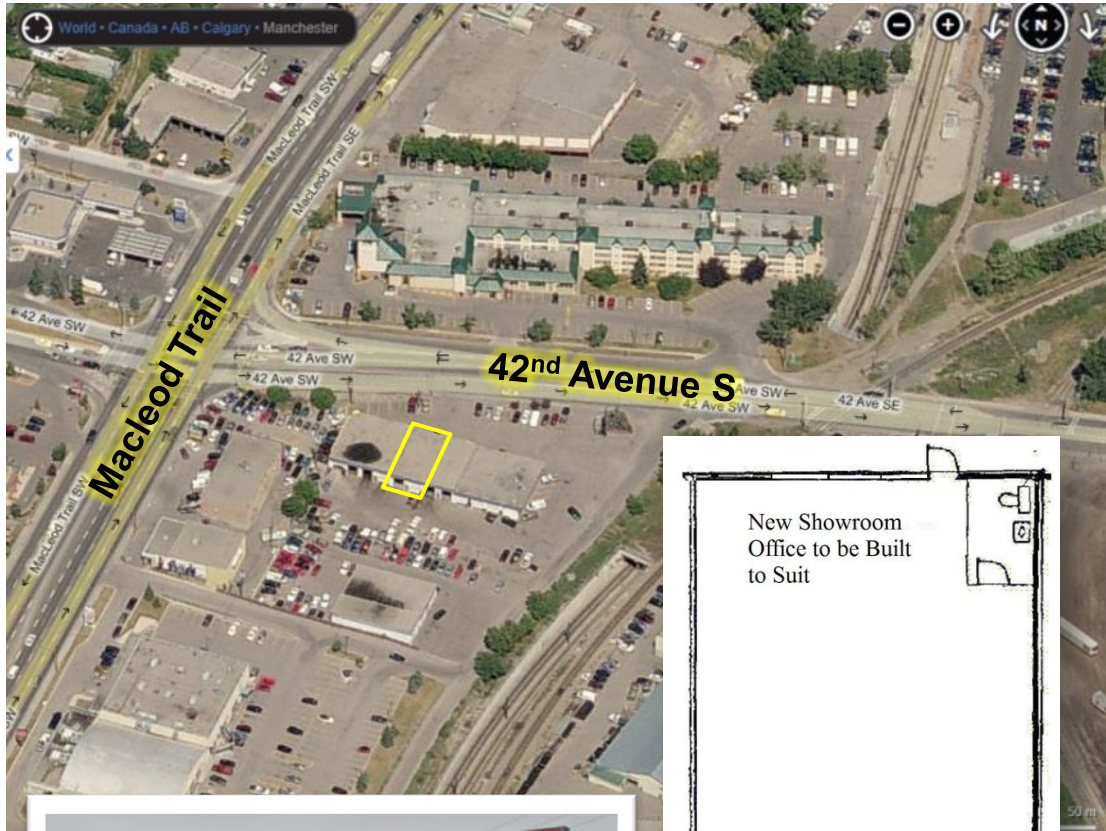 World • Canada • AB • Calgary • Manchester
N
SW
MacLeod Trail SW
MacLeod Trail SE
42 Ave SW
42 Ave SW
42 Ave SW
42nd Avenue S
Ave SW
42 Ave SW
42 Ave SE
Macleod Trail
MacLeod Trail SW
New Showroom
Office to be Built
to Suit
50 m